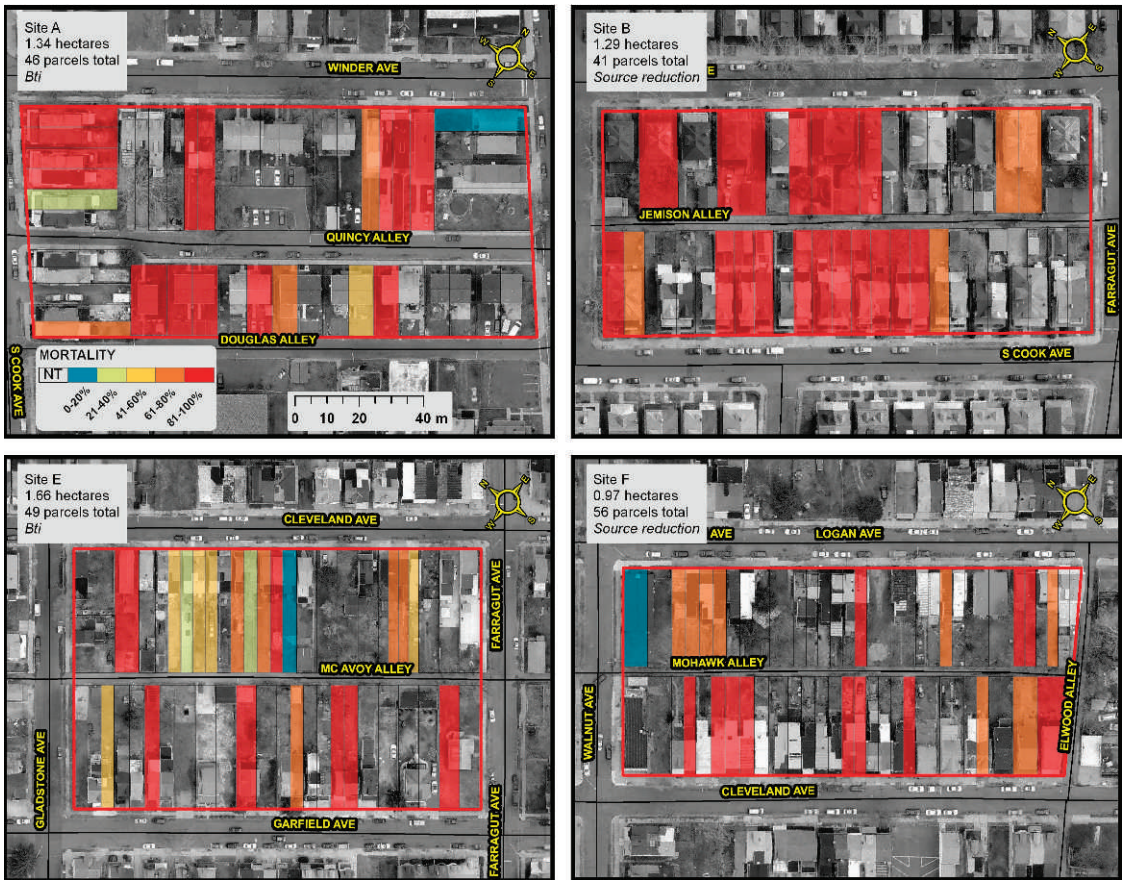 Site A
1.34 hectares
46 parcels total
Bti
WINDER AVE
N
E
S
W
QUINCY ALLEY
DOUGLAS ALLEY
S COOK AVE
MORTALITY
NT
0-20%
21-40%
41-60%
61-80%
81-100%
0 10 20 40 m
Site B
1.29 hectares
41 parcels total
Source reduction
E AVE
N
E
S
W
JEMISON ALLEY
FARRAGUT AVE
S COOK AVE
Site E
1.66 hectares
49 parcels total
Bti
CLEVELAND AVE
N
E
S
W
FARRAGUT AVE
MC AVOY ALLEY
GLADSTONE AVE
GARFIELD AVE
FARRAGUT AVE
Site F
0.97 hectares
56 parcels total
Source reduction
AVE
LOGAN AVE
N
E
S
W
MOHAWK ALLEY
WALNUT AVE
ELWOOD ALLEY
CLEVELAND AVE